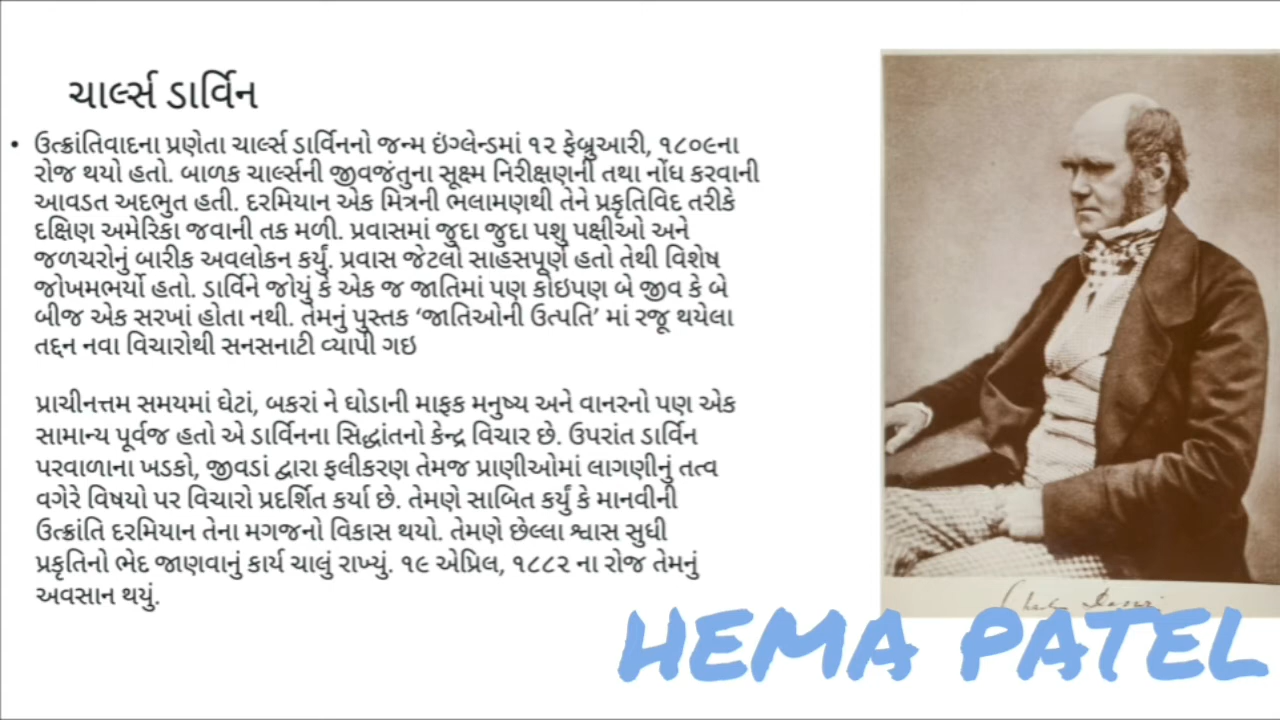 ચાર્લ્સ ડાર્વિન
• ઉત્ક્રાંતિવાદના પ્રણેતા ચાર્લ્સ ડાર્વિનનો જન્મ ઇંગ્લેન્ડમાં ૧૨ ફેબ્રુઆરી, ૧૮૦૯ના
રોજ થયો હતો. બાળક ચાર્લ્સની જીવજંતુના સૂક્ષ્મ નિરીક્ષણની તથા નોંધ કરવાની
આવડત અદભુત હતી. દરમિયાન એક મિત્રની ભલામણથી તેને પ્રકૃતિવિદ તરીકે
દક્ષિણ અમેરિકા જવાની તક મળી. પ્રવાસમાં જુદા જુદા પશુ પક્ષીઓ અને
જળચરોનું બારીક અવલોકન કર્યું. પ્રવાસ જેટલો સાહસપૂર્ણ હતો તેથી વિશેષ
જોખમભર્યો હતો. ડાર્વિને જોયું કે એક જ જાતિમાં પણ કોઇપણ બે જીવ કે બે
બીજ એક સરખાં હોતા નથી. તેમનું પુસ્તક ‘જાતિઓની ઉત્પતિ’ માં રજૂ થયેલા
તદ્દન નવા વિચારોથી સનસનાટી વ્યાપી ગઇ
પ્રાચીનત્તમ સમયમાં ઘેટાં, બકરાં ને ઘોડાની માફક મનુષ્ય અને વાનરનો પણ એક
સામાન્ય પૂર્વજ હતો એ ડાર્વિનના સિદ્ધાંતનો કેન્દ્ર વિચાર છે. ઉપરાંત ડાર્વિન
પરવાળાના ખડકો, જીવડાં દ્વારા ફલીકરણ તેમજ પ્રાણીઓમાં લાગણીનું તત્વ
વગેરે વિષયો પર વિચારો પ્રદર્શિત કર્યા છે. તેમણે સાબિત કર્યું કે માનવીની
ઉત્ક્રાંતિ દરમિયાન તેના મગજનો વિકાસ થયો. તેમણે છેલ્લા શ્વાસ સુધી
પ્રકૃતિનો ભેદ જાણવાનું કાર્ય ચાલું રાખ્યું. ૧૯ એપ્રિલ, ૧૮૮૨ ના રોજ તેમનું
અવસાન થયું.
HEMA PATEL